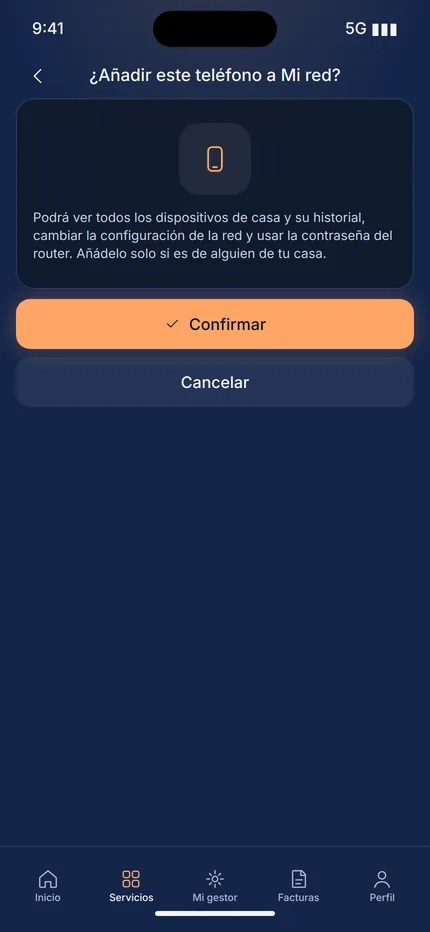 9:41
5G
¿Añadir este teléfono a Mi red?
Podrá ver todos los dispositivos de casa y su historial,
cambiar la configuración de la red y usar la contraseña del
router. Añádelo solo si es de alguien de tu casa.
Confirmar
Cancelar
Inicio
Servicios
Mi gestor
Facturas
Perfil